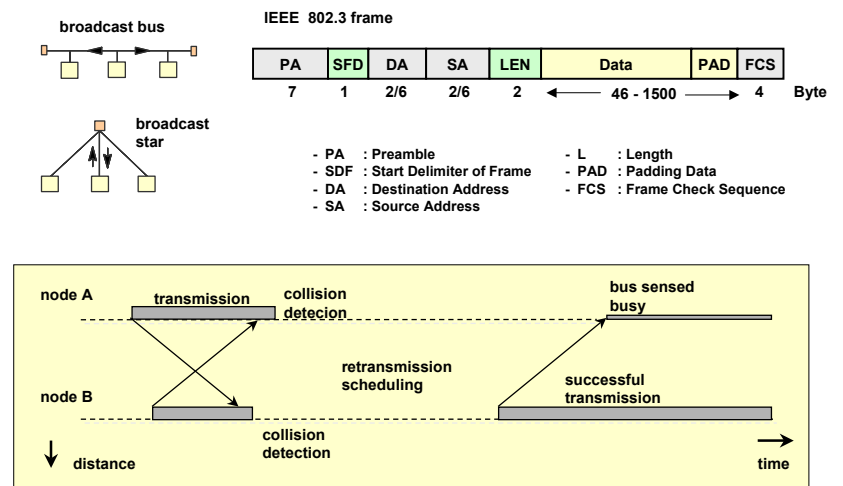 IEEE 802.3 frame
broadcast bus
PA SFD DA SA LEN Data PAD FCS
7 1 2/6 2/6 2 46 - 1500 4 Byte
broadcast
star
- PA : Preamble
- SDF : Start Delimiter of Frame
- DA : Destination Address
- SA : Source Address
- L : Length
- PAD : Padding Data
- FCS : Frame Check Sequence
node A
transmission
collision
detecion
bus sensed
busy
retransmission
scheduling
node B
successful
transmission
collision
detection
distance
time